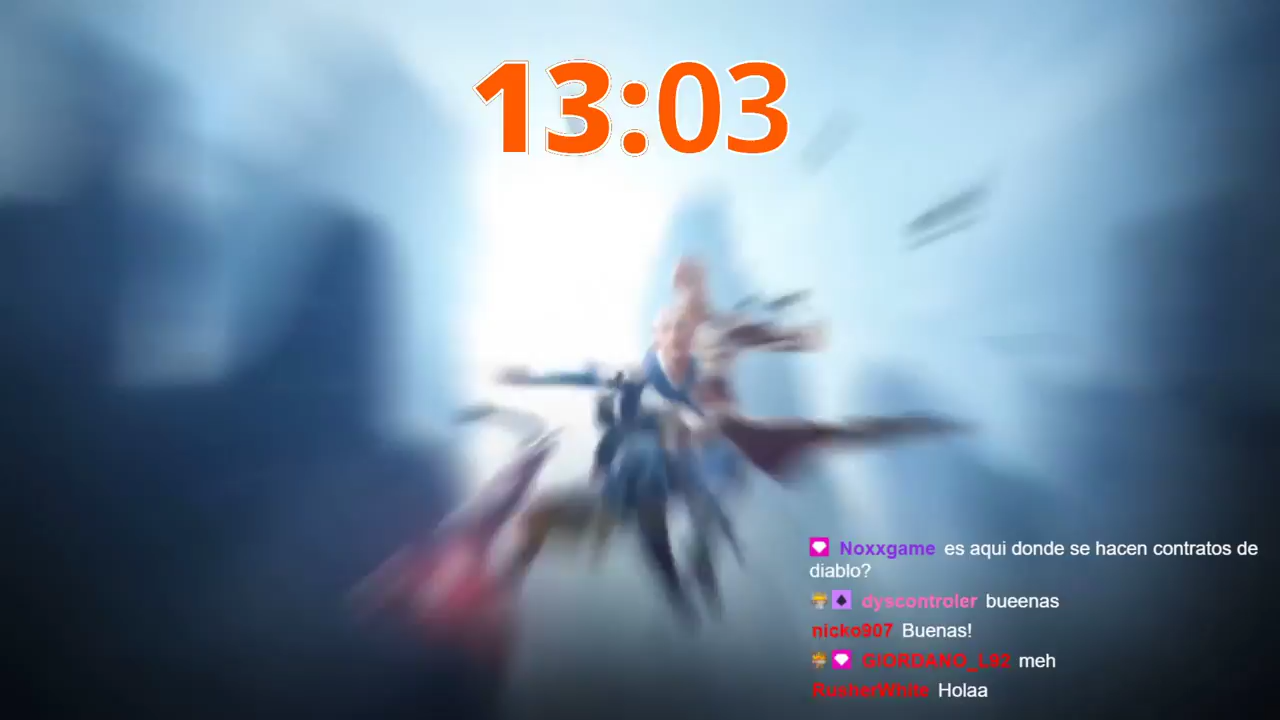 13:03
Noxxgame es aqui donde se hacen contratos de
diablo?
dyscontroler bueenas
nicko907 Buenas!
GIORDANO_L92 meh
RusherWhite Holaa